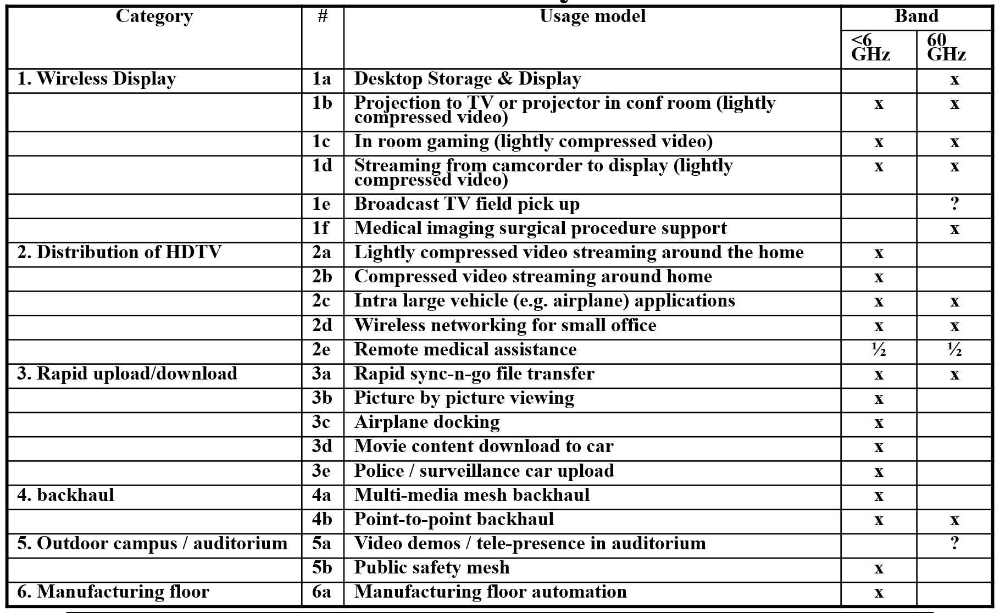 Category # Usage model Band
<6 GHz 60 GHz
1. Wireless Display 1a Desktop Storage & Display x
1b Projection to TV or projector in conf room (lightly x x
compressed video)
1c In room gaming (lightly compressed video) x x
1d Streaming from camcorder to display (lightly x x
compressed video)
1e Broadcast TV field pick up ?
1f Medical imaging surgical procedure support x
2. Distribution of HDTV 2a Lightly compressed video streaming around the home x
2b Compressed video streaming around home x
2c Intra large vehicle (e.g. airplane) applications x x
2d Wireless networking for small office x x
2e Remote medical assistance ½ ½
3. Rapid upload/download 3a Rapid sync-n-go file transfer x x
3b Picture by picture viewing x
3c Airplane docking x
3d Movie content download to car x
3e Police / surveillance car upload x
4. backhaul 4a Multi-media mesh backhaul x
4b Point-to-point backhaul x x
5. Outdoor campus / auditorium 5a Video demos / tele-presence in auditorium ?
5b Public safety mesh x
6. Manufacturing floor 6a Manufacturing floor automation x